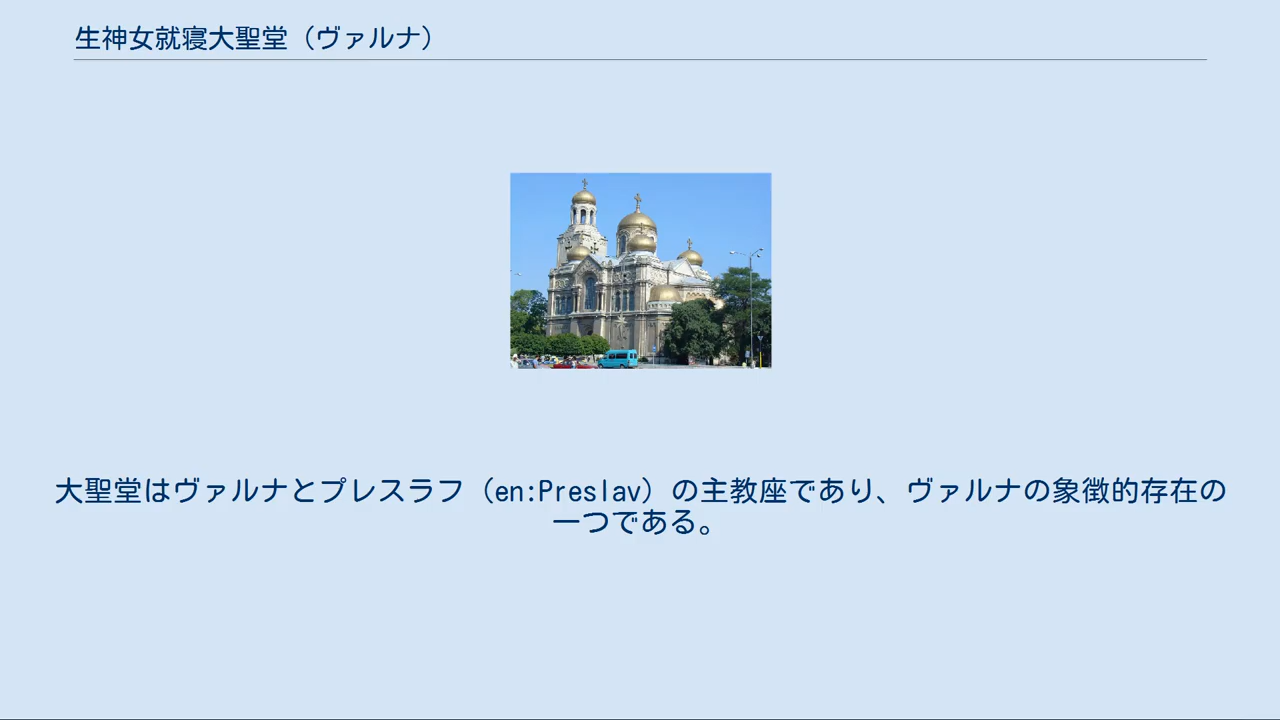 生神女就寝大聖堂（ヴァルナ）
大聖堂はヴァルナとプレスラフ（en:Preslav）の主教座であり、ヴァルナの象徴的存在の
一つである。